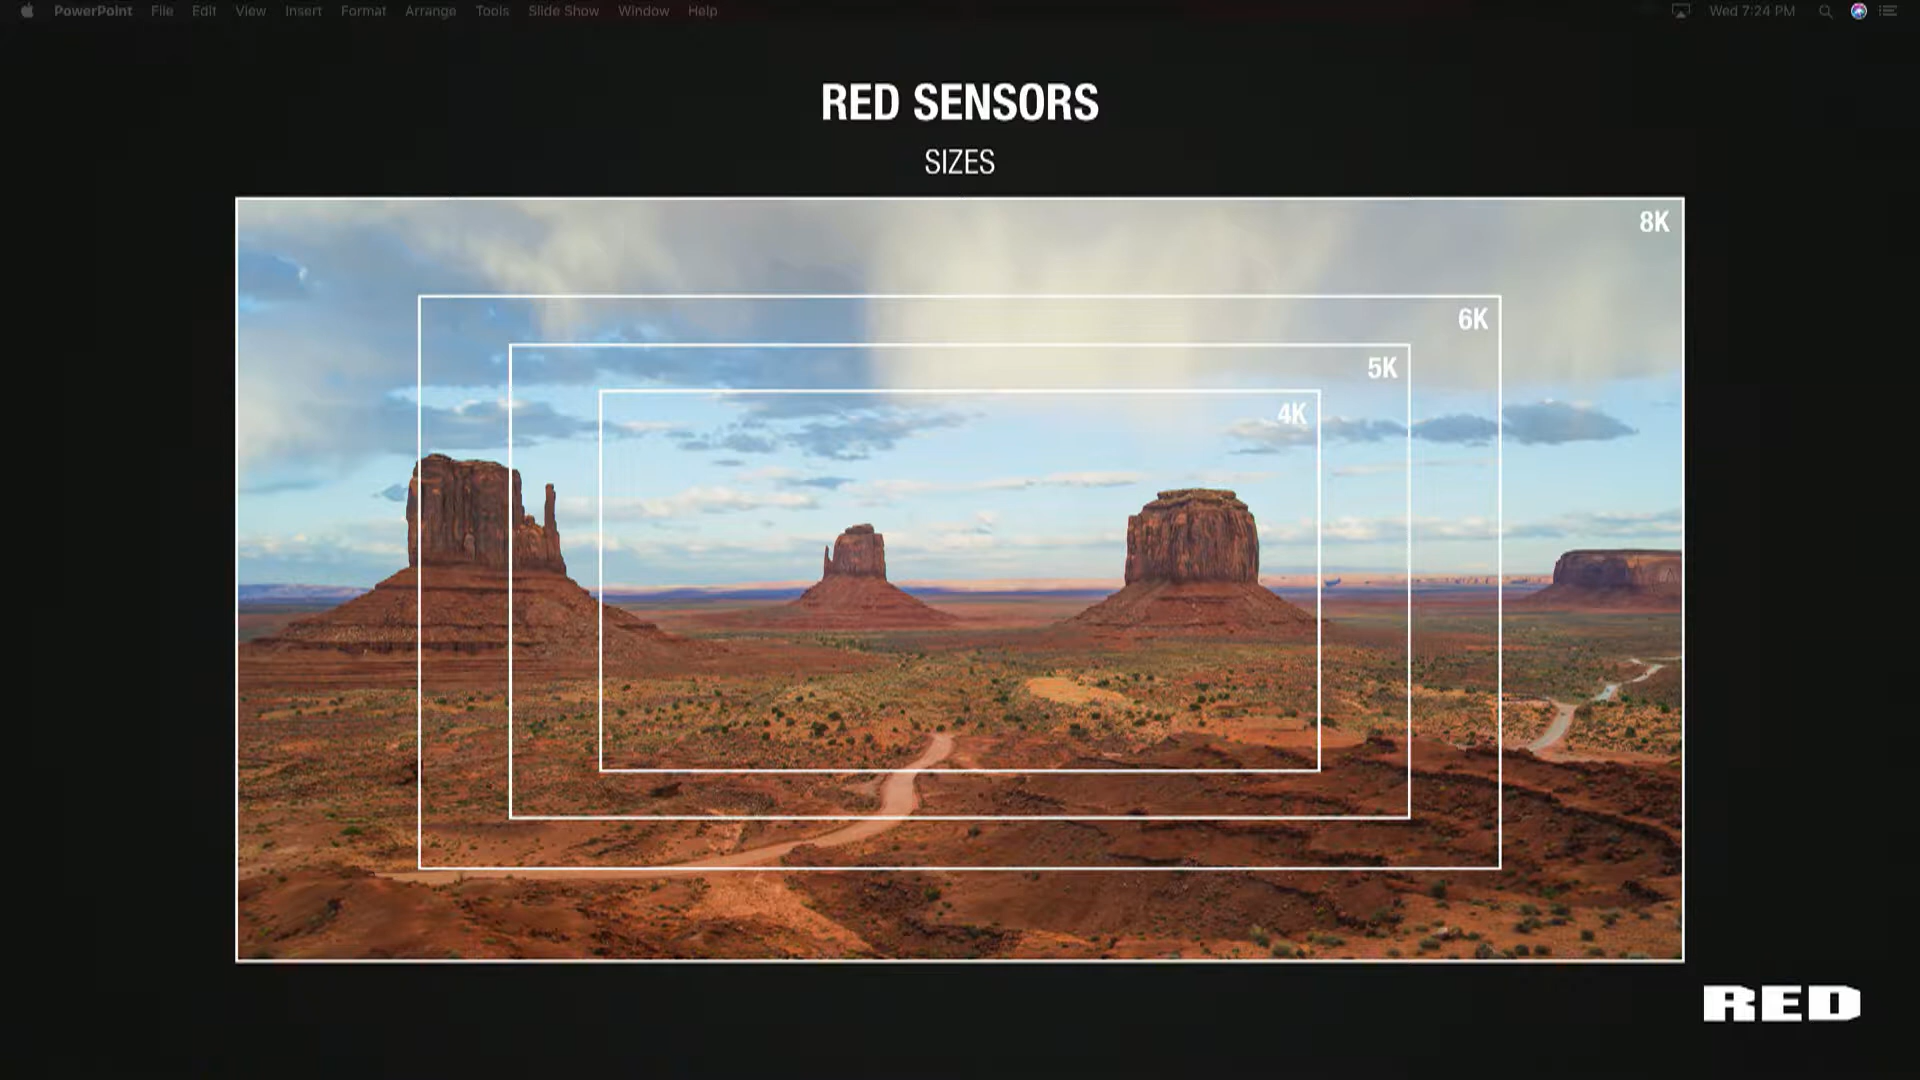 PowerPoint File Edit View Insert Format Arrange Tools Slide Show Window Help Wed 7:24 PM
RED SENSORS
SIZES
8K
6K
5K
4K
RED